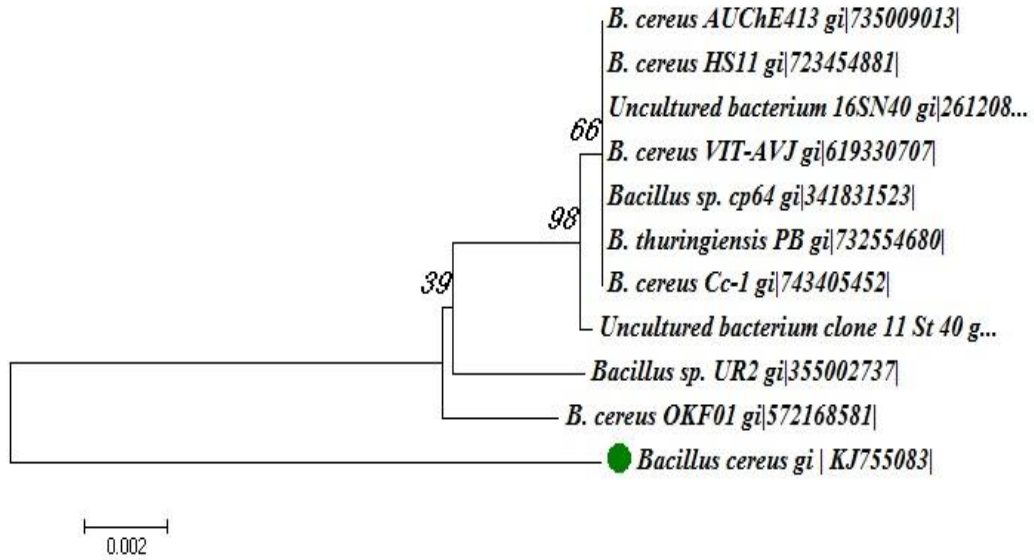 B. cereus AUChE413 gi|735009013|
B. cereus HS11 gi|723454881|
Uncultured bacterium 16SN40 gi|261208...
66
B. cereus VIT-AVJ gi|619330707|
Bacillus sp. cp64 gi|341831523|
98
B. thuringiensis PB gi|732554680|
39
B. cereus Cc-1 gi|743405452|
Uncultured bacterium clone 11 St 40 g...
Bacillus sp. UR2 gi|355002737|
B. cereus OKF01 gi|572168581|
Bacillus cereus gi | KJ755083|
0.002